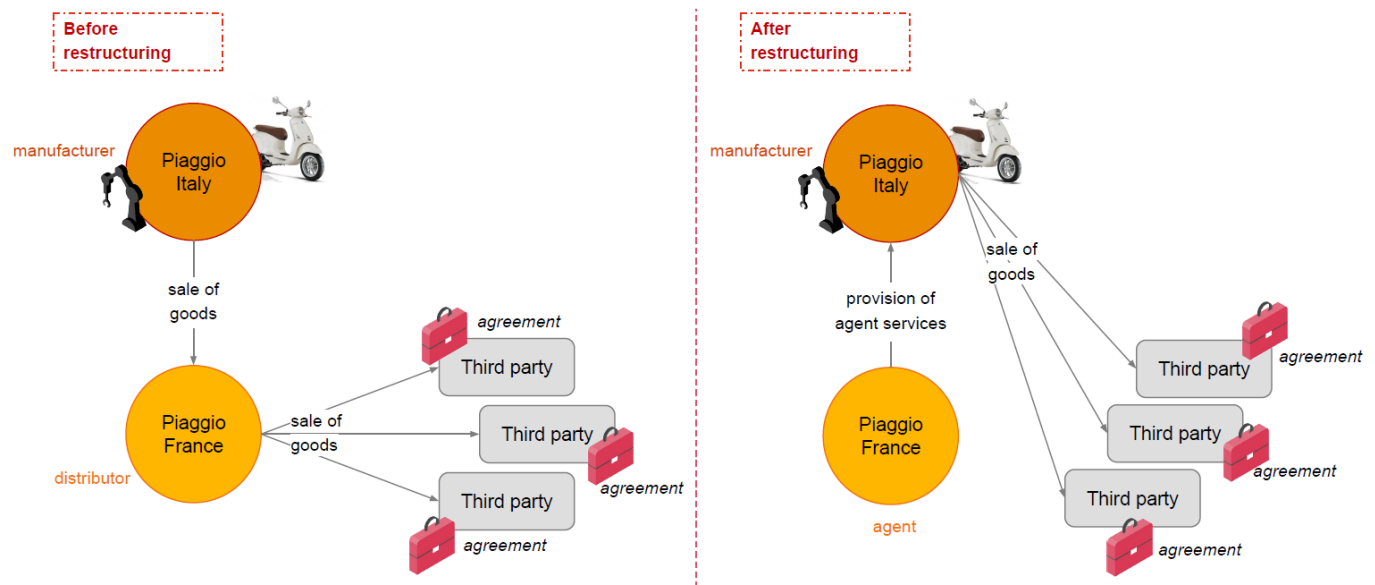 Before
restructuring
manufacturer
Piaggio
Italy
sale of
goods
Piaggio
France
distributor
sale of
goods
agreement
Third party
Third party
agreement
Third party
agreement
After
restructuring
manufacturer
Piaggio
Italy
sale of
goods
provision of
agent services
Piaggio
France
agent
Third party
agreement
Third party
agreement
Third party
agreement